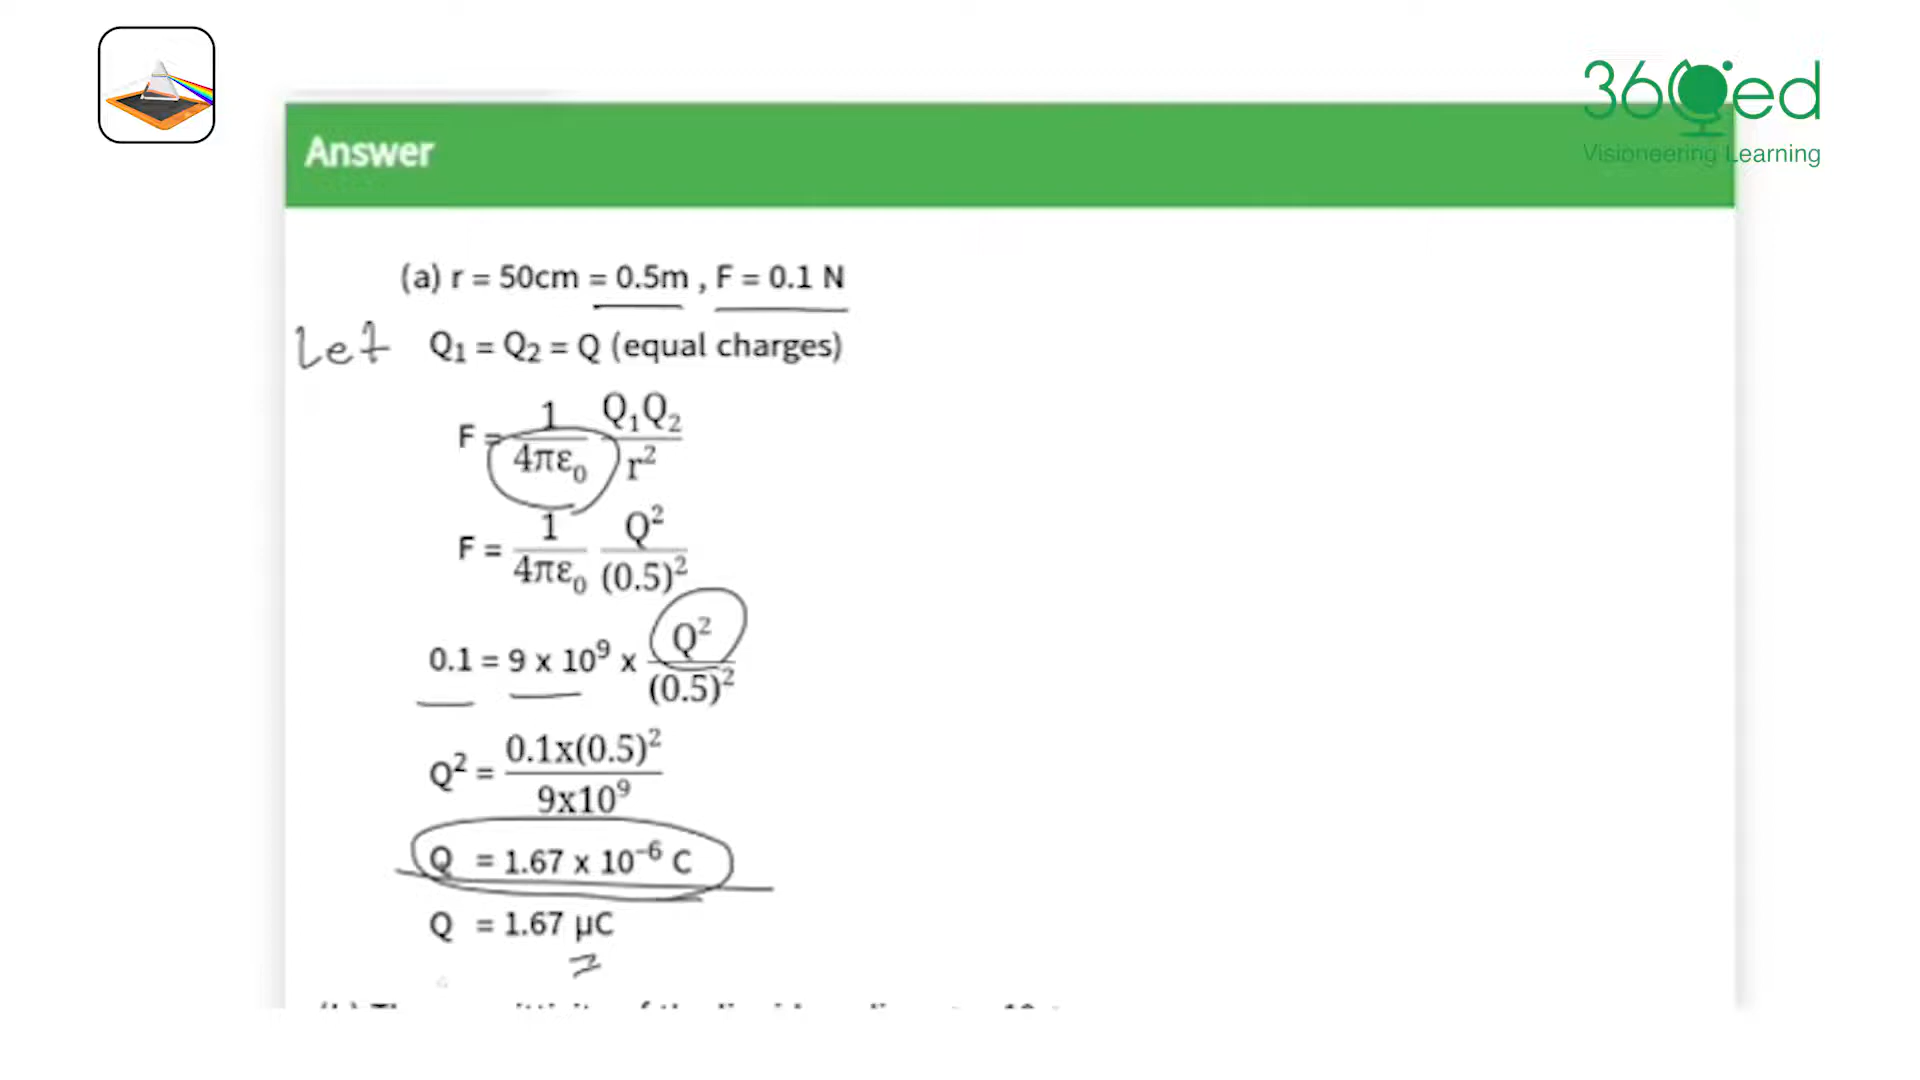 360ed
Visioneering Learning
Answer
(a) r = 50cm = 0.5m , F = 0.1 N
Let Q₁ = Q₂ = Q (equal charges)
F = 1/4πε₀ Q₁Q₂/r²
F = 1/4πε₀ Q²/(0.5)²
0.1 = 9 x 10⁹ x Q²/(0.5)²
Q² = 0.1x(0.5)²/9x10⁹
Q = 1.67 x 10⁻⁶ C
Q = 1.67 µC